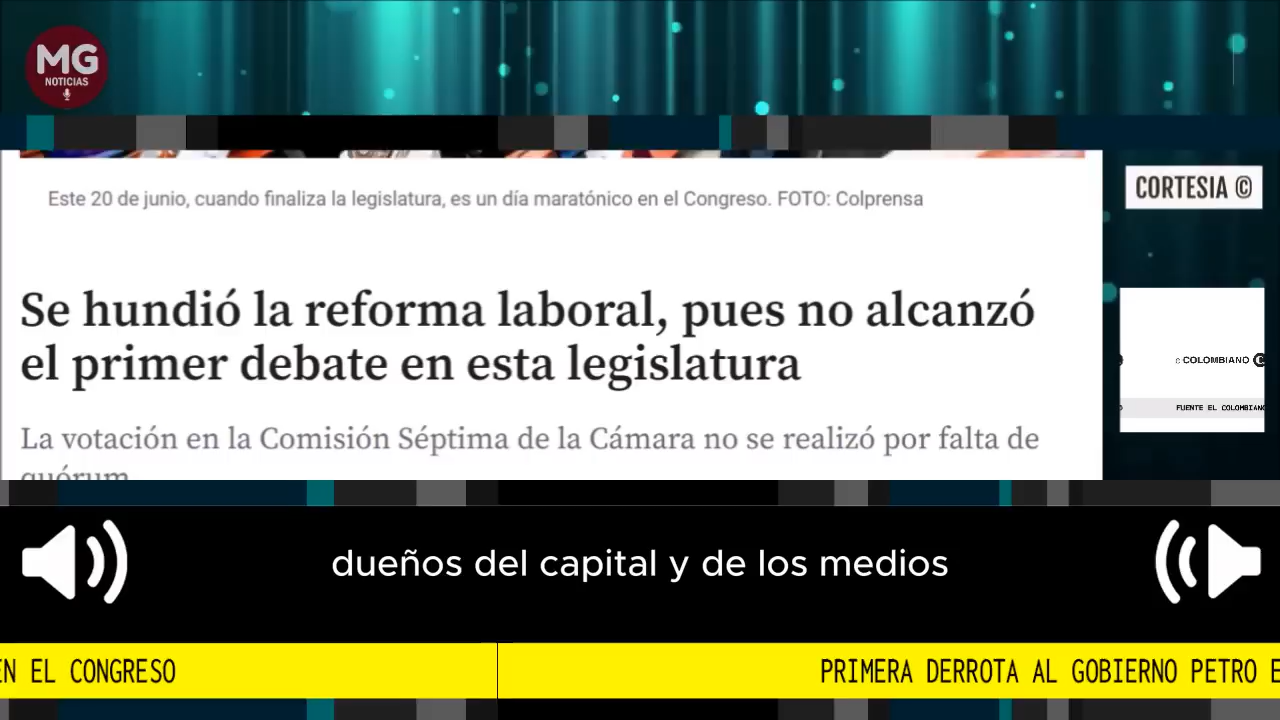 MG
NOTICIAS
Este 20 de junio, cuando finaliza la legislatura, es un día maratónico en el Congreso. FOTO: Colprensa
CORTESIA ©
Se hundió la reforma laboral, pues no alcanzó
el primer debate en esta legislatura
C COLOMBIANO C
FUENTE EL COLOMBIANO
La votación en la Comisión Séptima de la Cámara no se realizó por falta de
quórum
dueños del capital y de los medios
EN EL CONGRESO
PRIMERA DERROTA AL GOBIERNO PETRO E